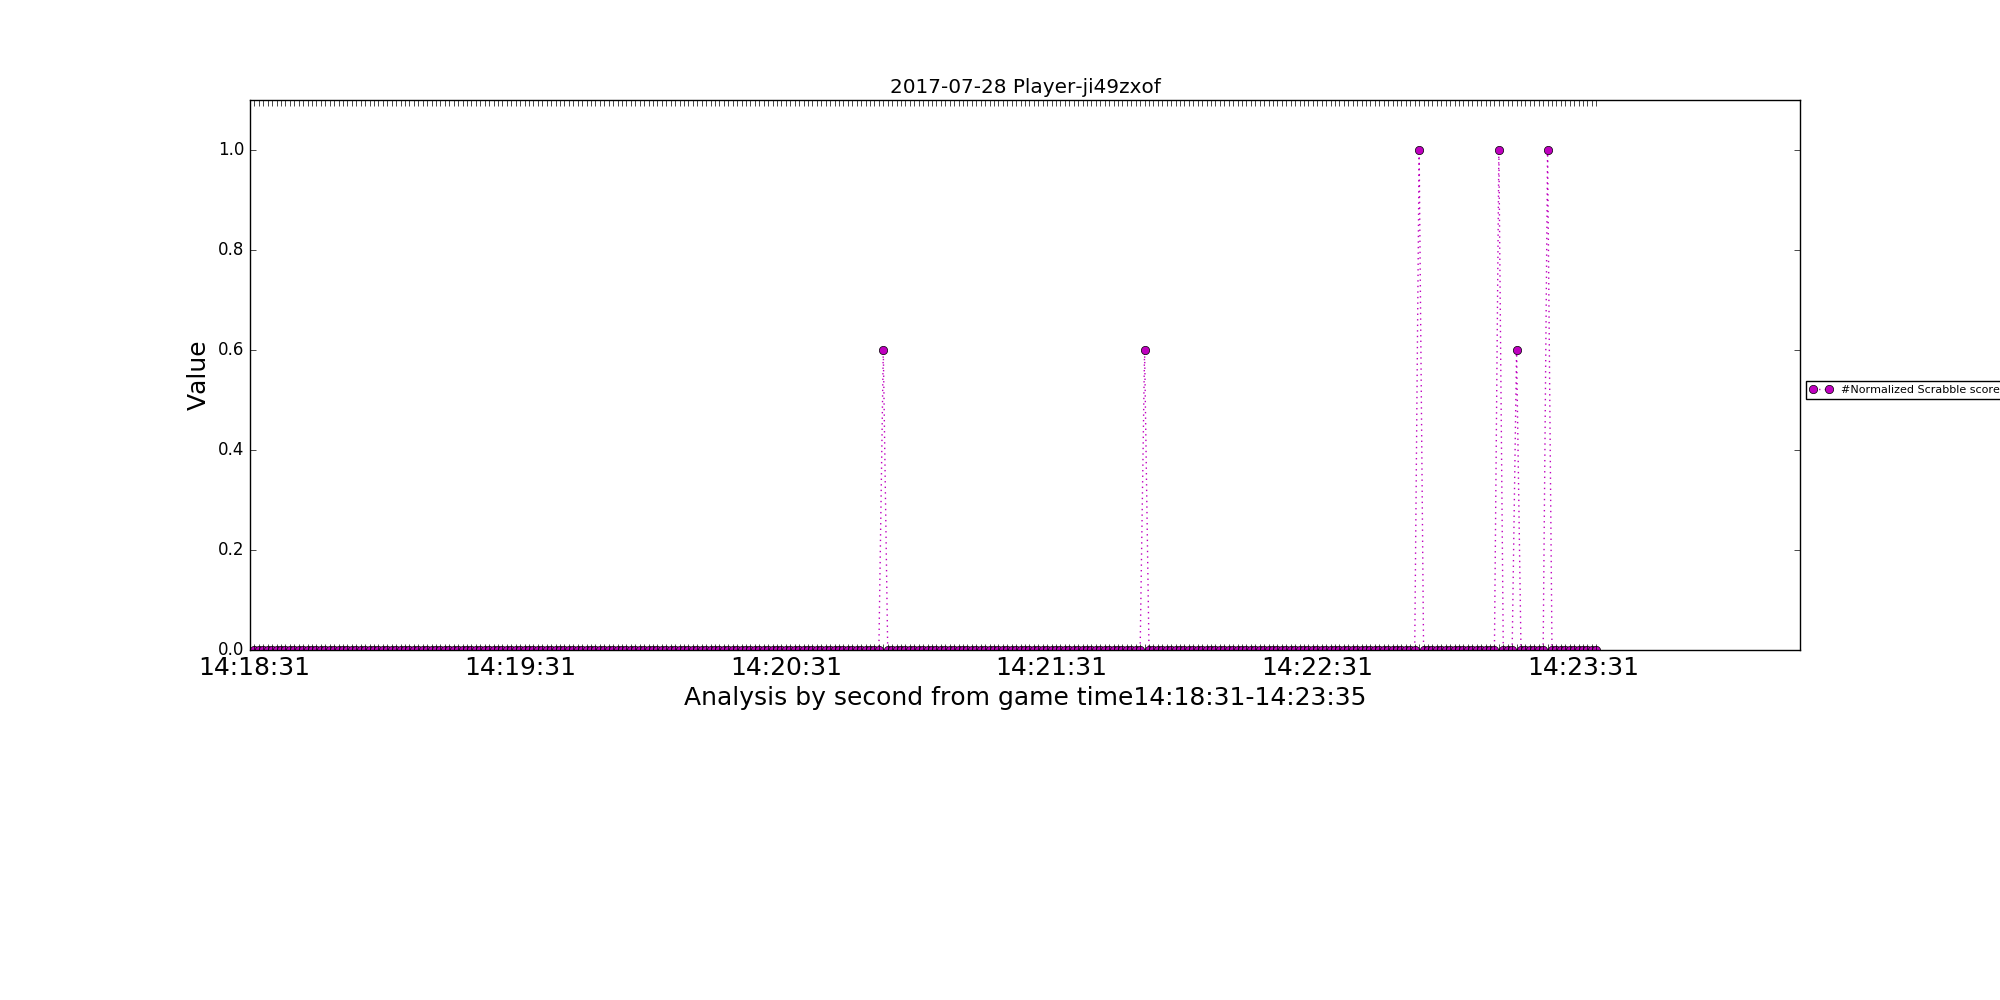 2017-07-28 Player-ji49zxof
1.0
0.8
0.6
0.4
0.2
0.0
Value
#Normalized Scrabble score
14:18:31 14:19:31 14:20:31 14:21:31 14:22:31 14:23:31
Analysis by second from game time14:18:31-14:23:35